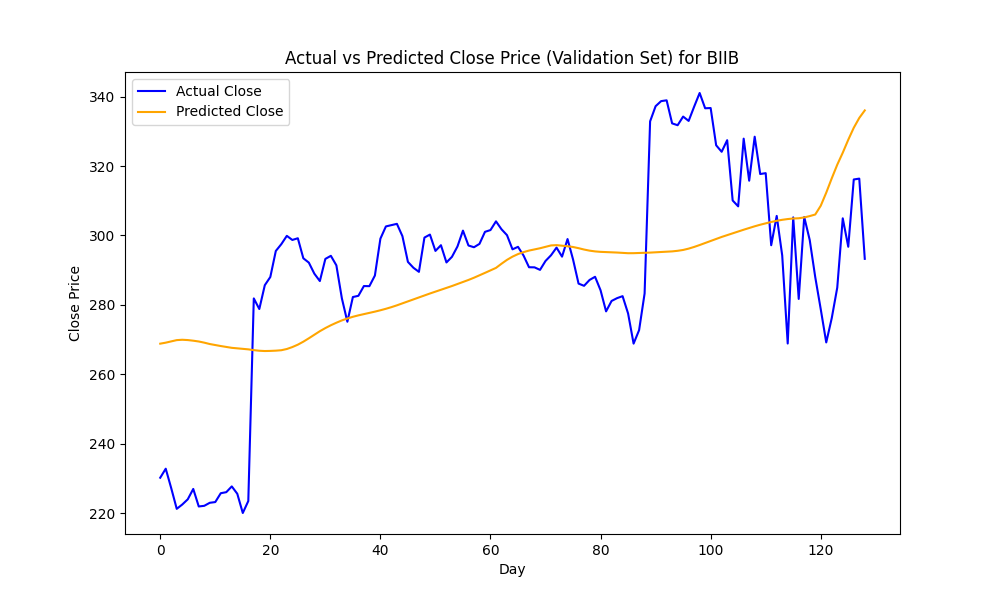 Actual vs Predicted Close Price (Validation Set) for BIIB
Actual Close
Predicted Close
340
320
300
280
260
240
220
Close Price
0 20 40 60 80 100 120
Day